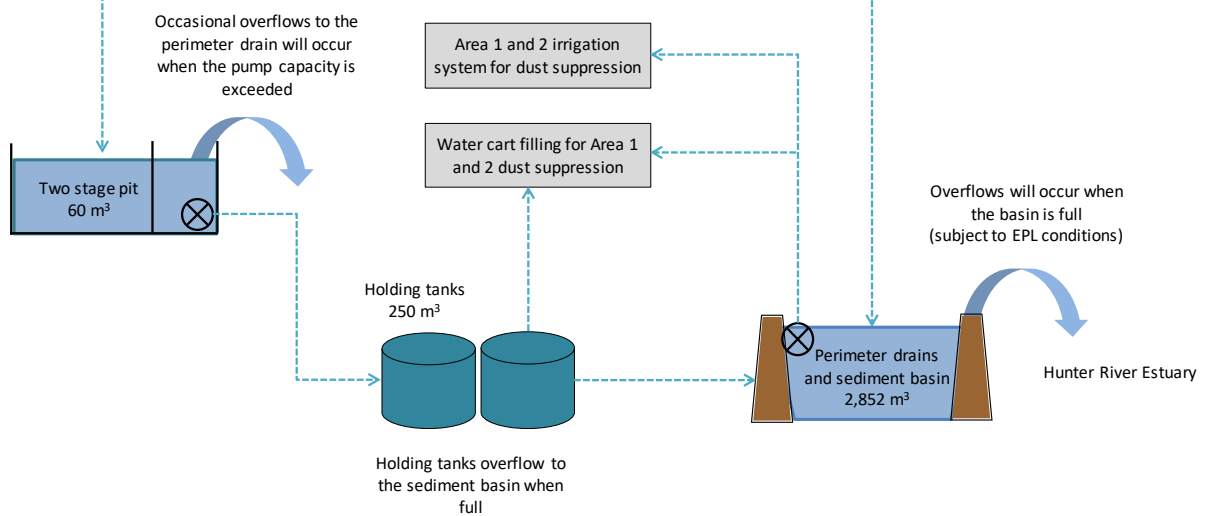 Occasional overflows to the
perimeter drain will occur
when the pump capacity is
exceeded
Area 1 and 2 irrigation
system for dust suppression
Water cart filling for Area 1
and 2 dust suppression
Two stage pit
60 m³
Overflows will occur when
the basin is full
(subject to EPL conditions)
Holding tanks
250 m³
Perimeter drains
and sediment basin
2,852 m³
Hunter River Estuary
Holding tanks overflow to
the sediment basin when
full